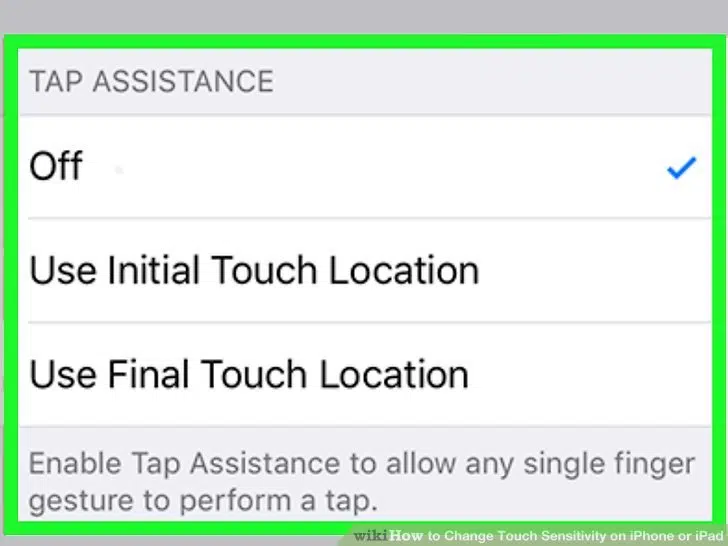 TAP ASSISTANCE
Off
Use Initial Touch Location
Use Final Touch Location
Enable Tap Assistance to allow any single finger
gesture to perform a tap.
wikiHow to Change Touch Sensitivity on iPhone or iPad